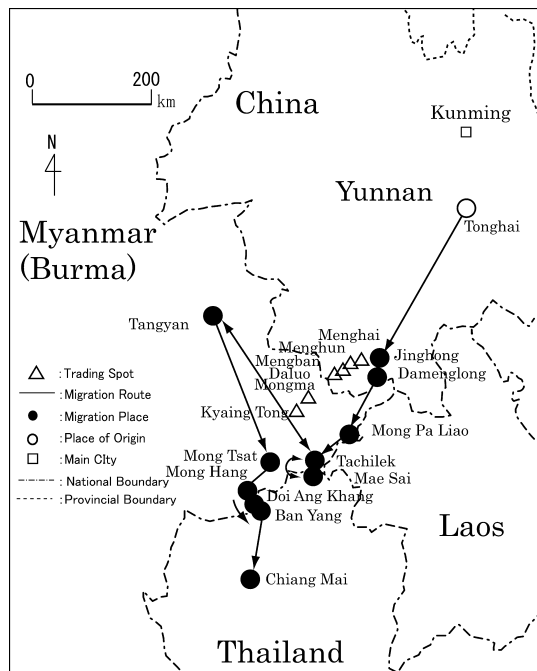 0 200
km
China
N
Kunming
Yunnan
Tonghai
Myanmar
(Burma)
Tangyan
Menghai
Menghun
Mengban
Daluo
Mongma
Kyaing Tong
Jinghong
Damenglong
△ :Trading Spot
:Migration Route
:Migration Place
:Place of Origin
:Main CIty
:National Boundary
:Provincial Boundary
Mong Pa Liao
Mong Tsat
Mong Hang
Tachilek
Mae Sai
Doi Ang Khang
Ban Yang
Laos
Chiang Mai
Thailand